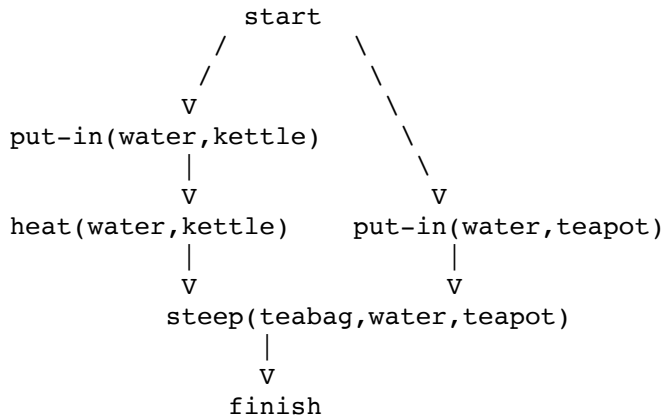 start
put-in(water,kettle)
heat(water,kettle) put-in(water,teapot)
steep(teabag,water,teapot)
finish